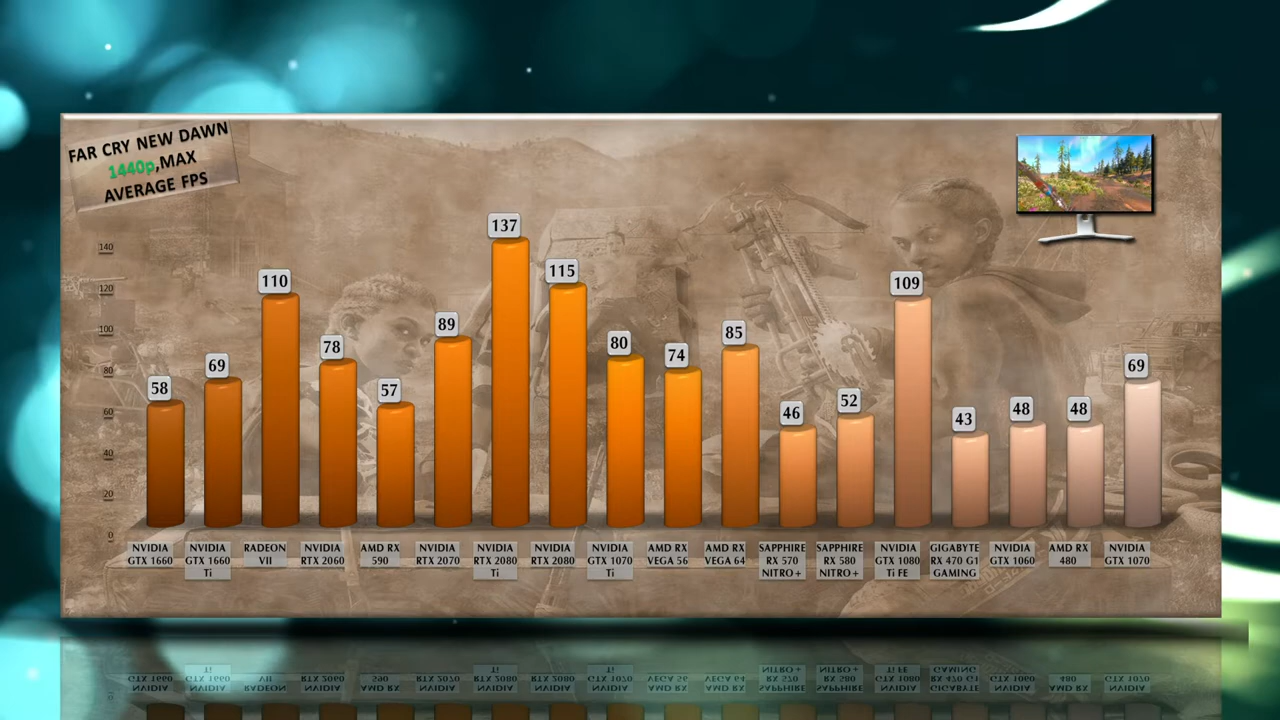 FAR CRY NEW DAWN
1440p,MAX
AVERAGE FPS
140
120
100
80
60
40
20
0
58
69
110
78
57
89
137
115
80
74
85
46
52
109
43
48
48
69
NVIDIA
GTX 1660
NVIDIA
GTX 1660
Ti
RADEON
VII
NVIDIA
RTX 2060
AMD RX
590
NVIDIA
RTX 2070
NVIDIA
RTX 2080
Ti
NVIDIA
RTX 2080
NVIDIA
GTX 1070
Ti
AMD RX
VEGA 56
AMD RX
VEGA 64
SAPPHIRE
RX 570
NITRO+
SAPPHIRE
RX 580
NITRO+
NVIDIA
GTX 1080
Ti FE
GIGABYTE
RX 470 G1
GAMING
NVIDIA
GTX 1060
AMD RX
480
NVIDIA
GTX 1070